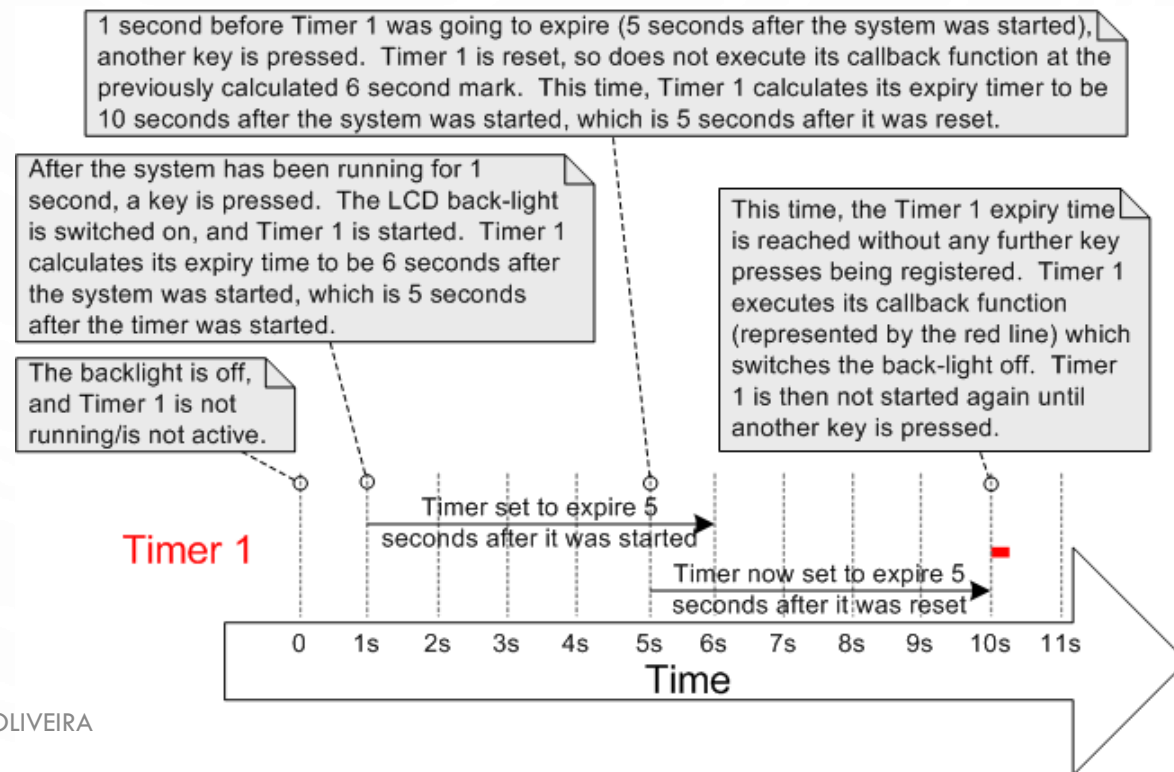 1 second before Timer 1 was going to expire (5 seconds after the system was started),
another key is pressed.  Timer 1 is reset, so does not execute its callback function at the
previously calculated 6 second mark.  This time, Timer 1 calculates its expiry timer to be
10 seconds after the system was started, which is 5 seconds after it was reset.
After the system has been running for 1
second, a key is pressed.  The LCD back-light
is switched on, and Timer 1 is started.  Timer 1
calculates its expiry time to be 6 seconds after
the system was started, which is 5 seconds
after the timer was started.
This time, the Timer 1 expiry time
is reached without any further key
presses being registered.  Timer 1
executes its callback function
(represented by the red line) which
switches the back-light off.  Timer
1 is then not started again until
another key is pressed.
The backlight is off,
and Timer 1 is not
running/is not active.
Timer set to expire 5
seconds after it was started
Timer 1
Timer now set to expire 5
seconds after it was reset
0 1s 2s 3s 4s 5s 6s 7s 8s 9s 10s 11s
Time
OLIVEIRA